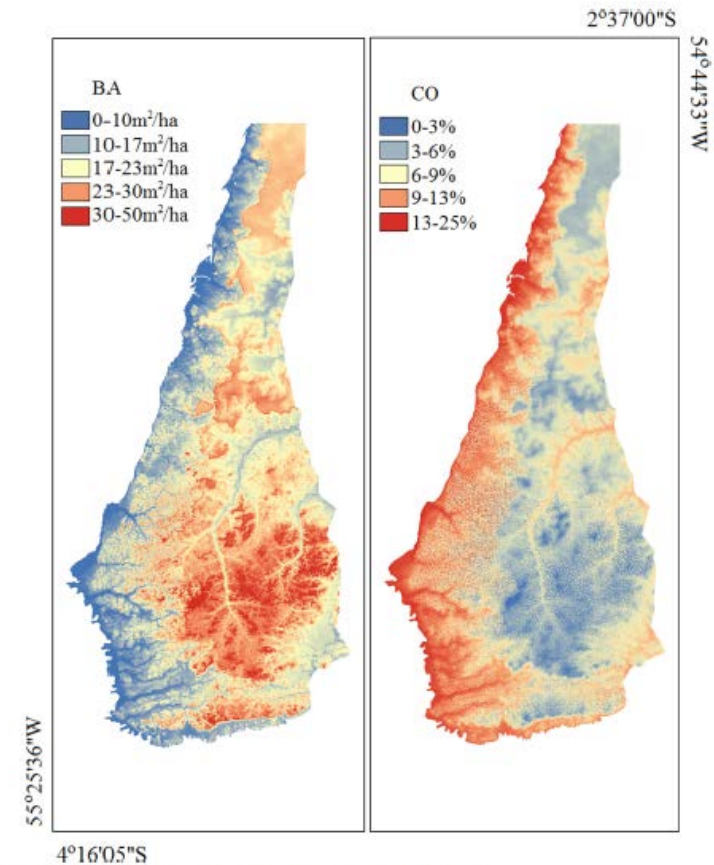 2°37'00"S
54°44'33"W
BA
0-10m²/ha
10-17m²/ha
17-23m²/ha
23-30m²/ha
30-50m²/ha
CO
0-3%
3-6%
6-9%
9-13%
13-25%
55°25'36"W
4°16'05"S